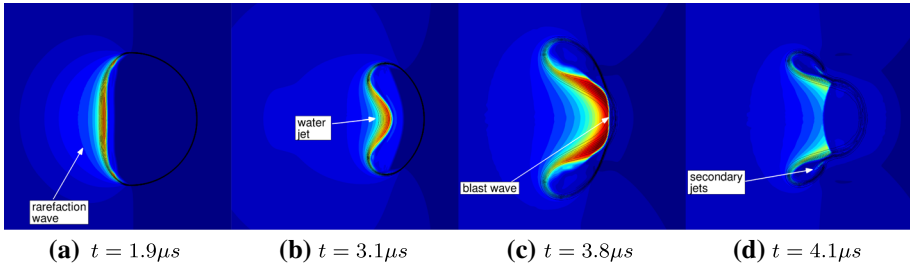 rarefaction
wave
water
jet
blast wave
secondary
jets
(a) t = 1.9μs
(b) t = 3.1μs
(c) t = 3.8μs
(d) t = 4.1μs